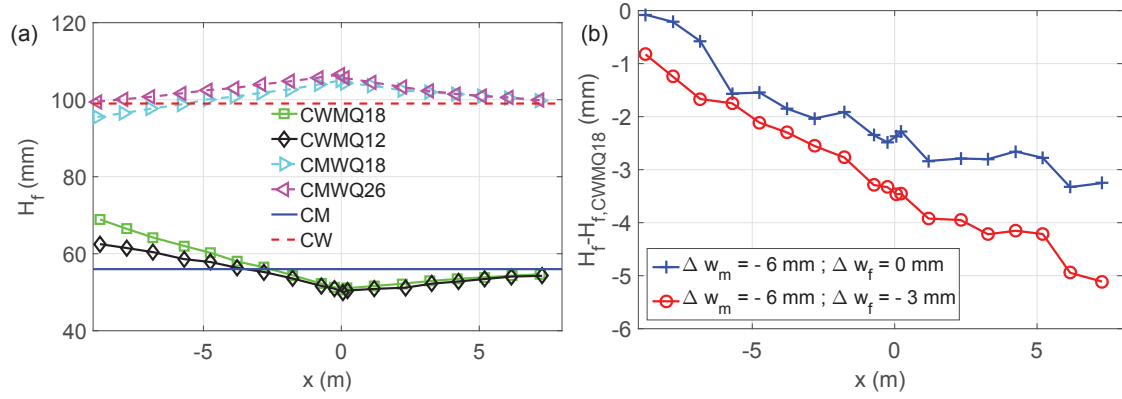 (a)
120
100
80
60
40
H_f (mm)
-5
0
5
x (m)
CWMQ18
CWMQ12
CMWQ18
CMWQ26
CM
CW
(b)
0
-1
-2
-3
-4
-5
-6
H_f-H_f,CWMQ18 (mm)
-5
0
5
x (m)
Δ w_m = - 6 mm ; Δ w_f = 0 mm
Δ w_m = - 6 mm ; Δ w_f = - 3 mm